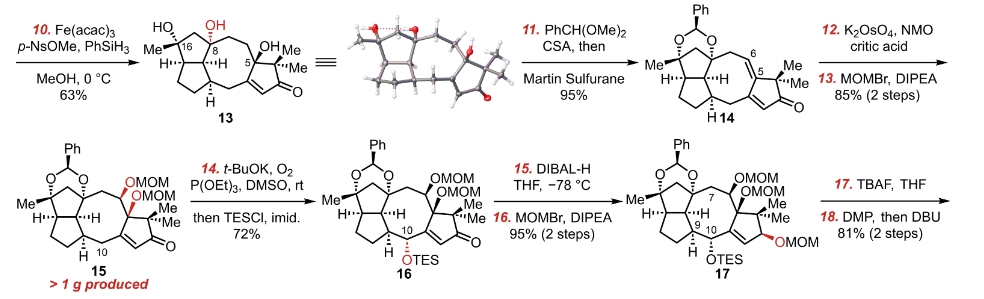 10. Fe(acac)3
p-NsOMe, PhSiH3
MeOH, 0 °C
63%
HO
OH
Me
16
8
H
H
H
5
OH
Me
Me
O
13
11. PhCH(OMe)2
CSA, then
Martin Sulfurane
95%
Ph
O
O
Me
H
H
H
6
5
Me
Me
O
14
12. K2OsO4, NMO
critic acid
13. MOMBr, DIPEA
85% (2 steps)
Ph
O
O
Me
H
H
H
OMOM
OMOM
Me
Me
O
10
15
> 1 g produced
14. t-BuOK, O2
P(OEt)3, DMSO, rt
then TESCl, imid.
72%
Ph
O
O
Me
H
H
H
OMOM
OMOM
Me
Me
O
10
OTES
16
15. DIBAL-H
THF, −78 °C
16. MOMBr, DIPEA
95% (2 steps)
Ph
O
O
Me
H
H
H
7
9
10
OMOM
OMOM
Me
Me
OMOM
OTES
17
17. TBAF, THF
18. DMP, then DBU
81% (2 steps)